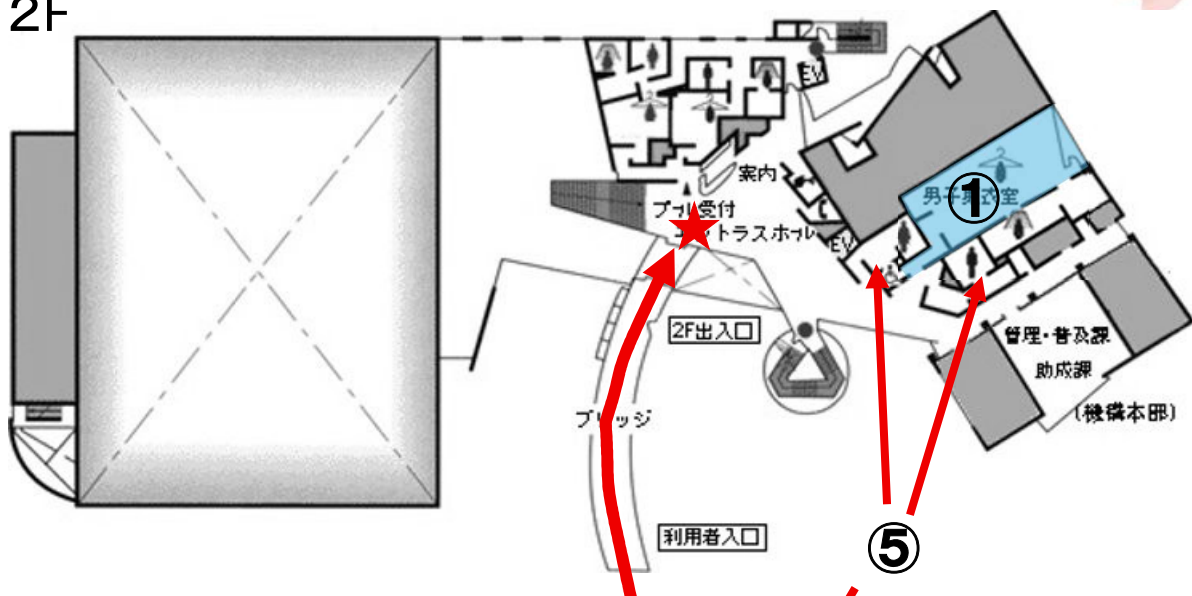 2F
EV
案内
プール受付
エントラスホール
EV
男子更衣室
①
2F出入口
管理・普及課
助成課
(機構本部)
ブリッジ
利用者入口
⑤